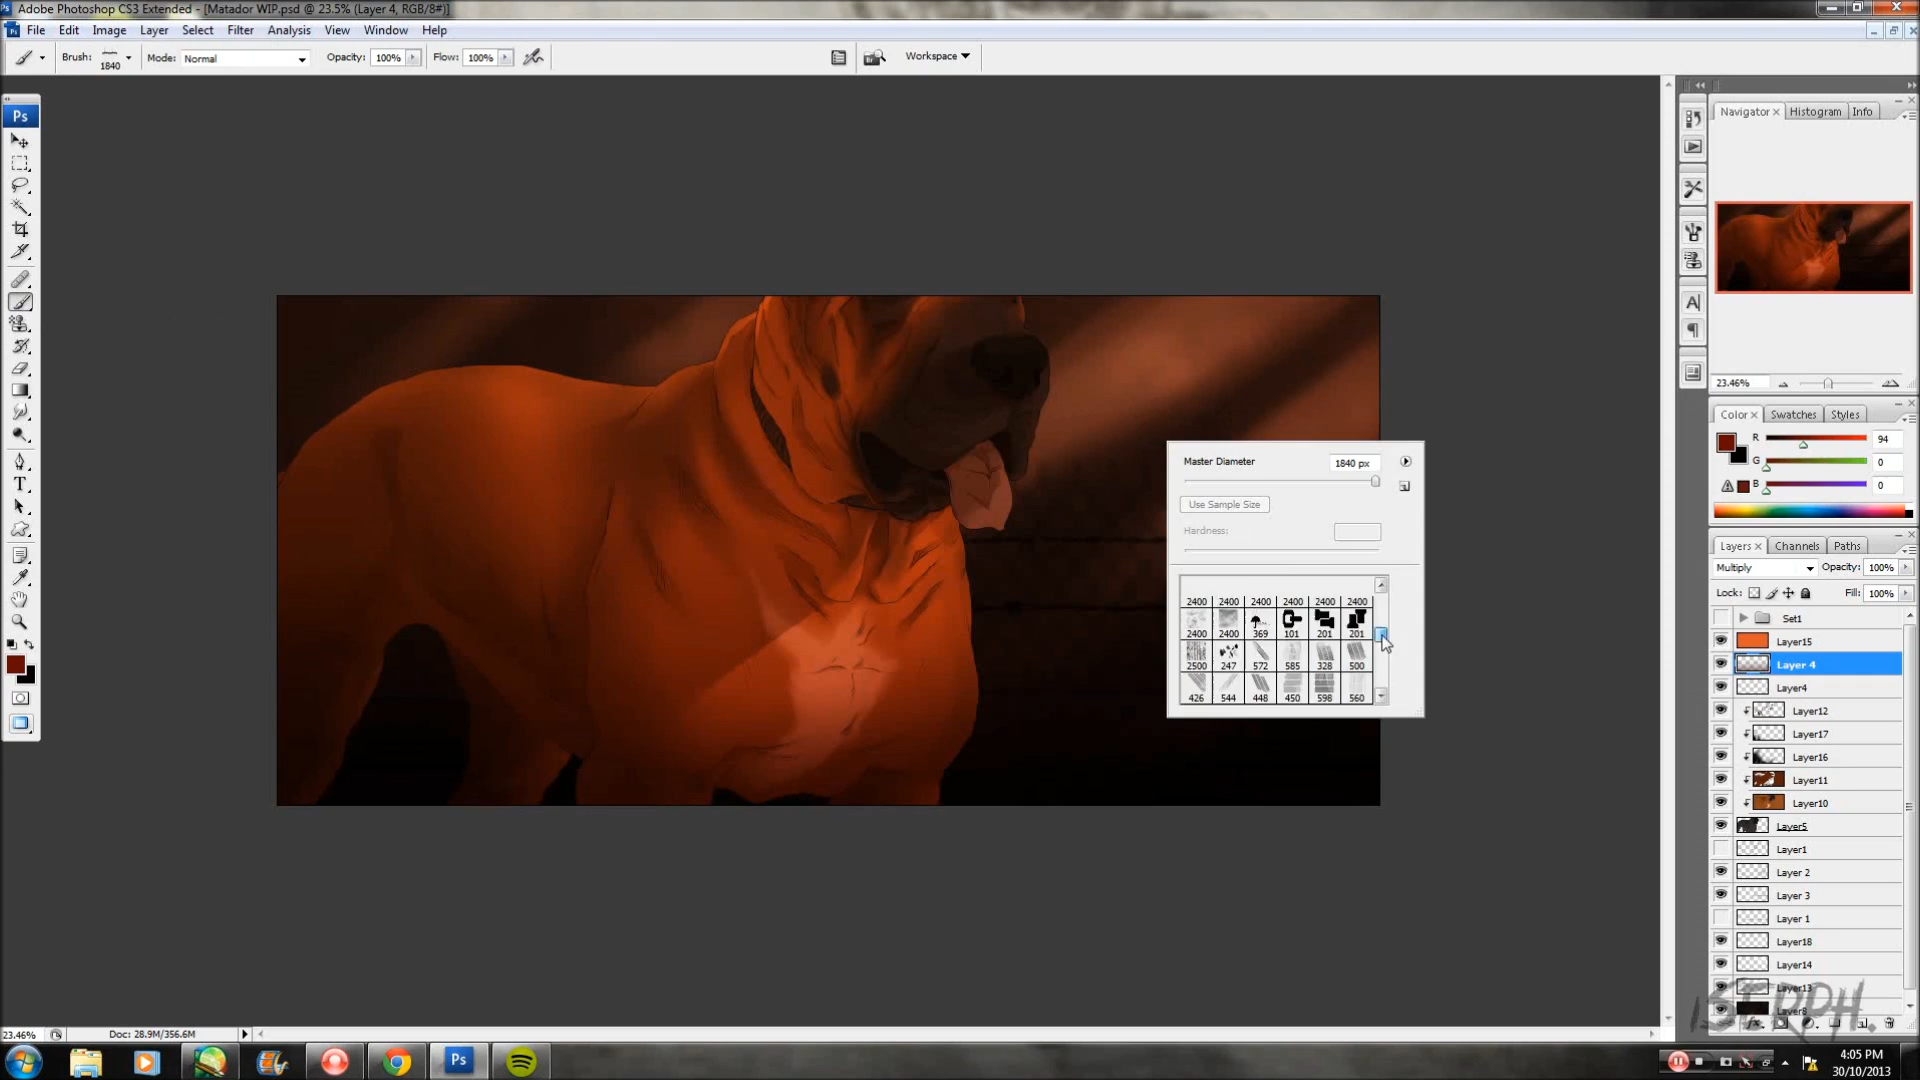 Adobe Photoshop CS3 Extended - [Matador WIP.psd @ 23.5% (Layer 4, RGB/8#)]
File Edit Image Layer Select Filter Analysis View Window Help
Brush: 1840 Mode: Normal Opacity: 100% Flow: 100% Workspace
Ps
Navigator Histogram Info
23.46%
Color Swatches Styles
R 94
G 0
B 0
Layers Channels Paths
Multiply Opacity: 100%
Lock: Fill: 100%
Set1
Layer15
Layer 4
Layer4
Layer12
Layer17
Layer16
Layer11
Layer10
Layer5
Layer1
Layer 2
Layer 3
Layer 1
Layer18
Layer14
Layer13
Layer8
Master Diameter 1840 px
Use Sample Size
Hardness:
2400 2400 2400 2400 2400 2400
2400 2400 369 101 201 201
2500 247 572 585 328 500
426 544 448 450 598 560
23.46% Doc: 28.9M/356.6M
Ps
4:05 PM
30/10/2013